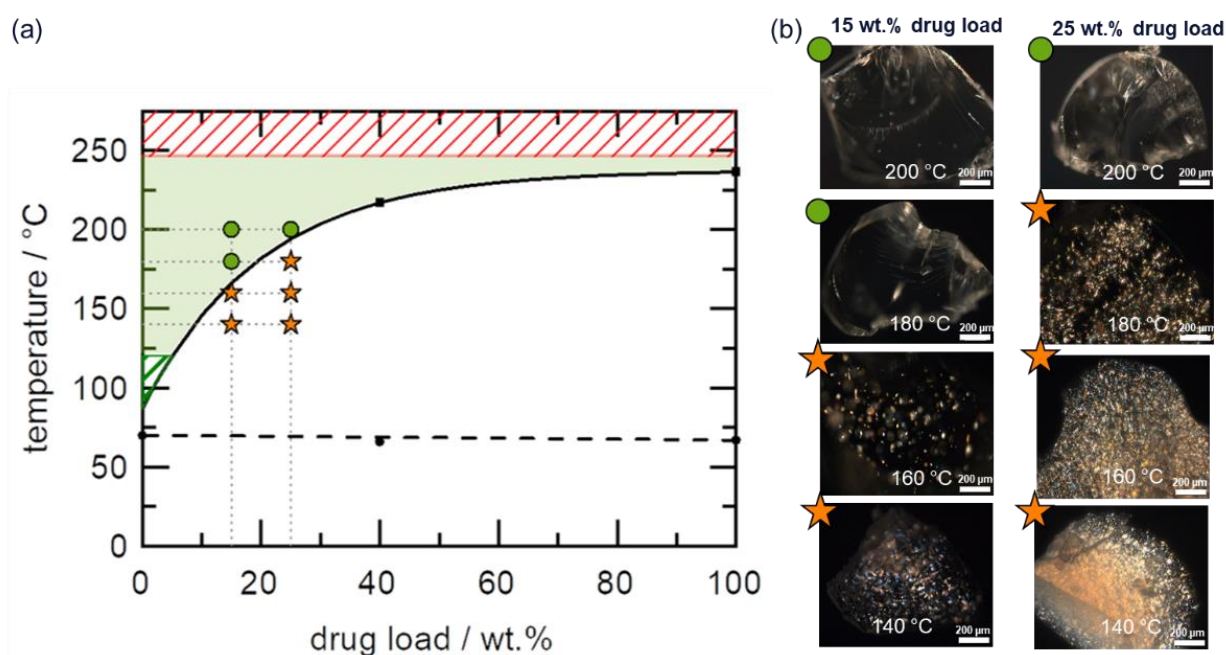 (a)
temperature / °C
250
200
150
100
50
0
0 20 40 60 80 100
drug load / wt.%
(b)
15 wt.% drug load
25 wt.% drug load
200 °C
200 µm
200 °C
200 µm
180 °C
200 µm
180 °C
200 µm
160 °C
200 µm
160 °C
200 µm
140 °C
200 µm
140 °C
200 µm